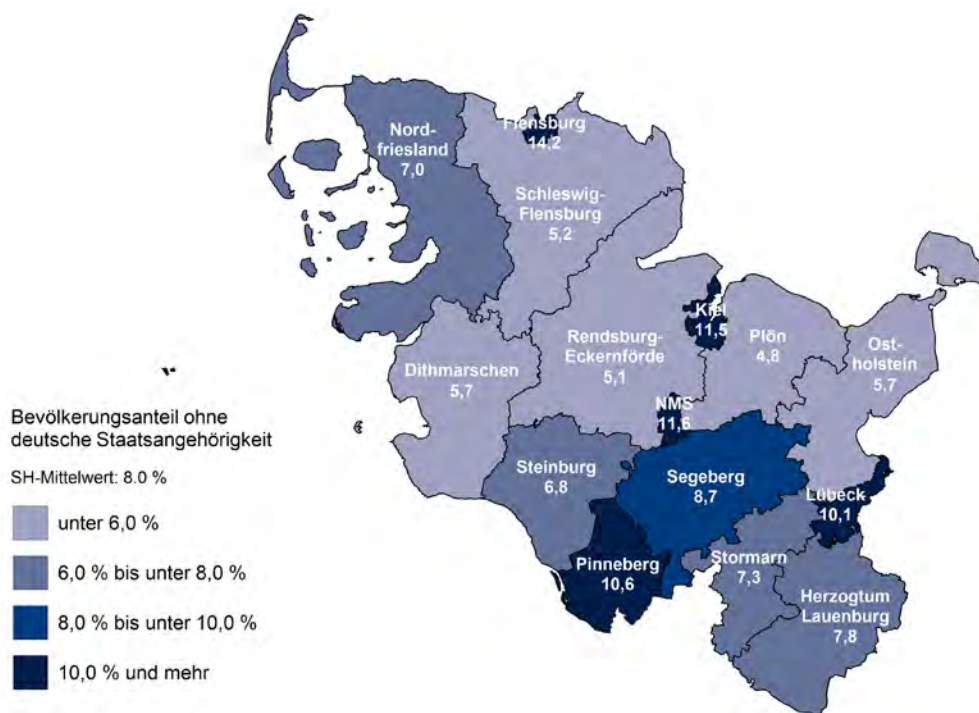 Flensburg
14,2
Nord-
friesland
7,0
Schleswig-
Flensburg
5,2
Kiel
11,5
Rendsburg-
Eckernförde
5,1
Plön
4,8
Ost-
holstein
5,7
Dithmarschen
5,7
NMS
11,6
Steinburg
6,8
Segeberg
8,7
Lübeck
10,1
Pinneberg
10,6
Stormarn
7,3
Herzogtum
Lauenburg
7,8
Bevölkerungsanteil ohne
deutsche Staatsangehörigkeit
SH-Mittelwert: 8.0 %
unter 6,0 %
6,0 % bis unter 8,0 %
8,0 % bis unter 10,0 %
10,0 % und mehr